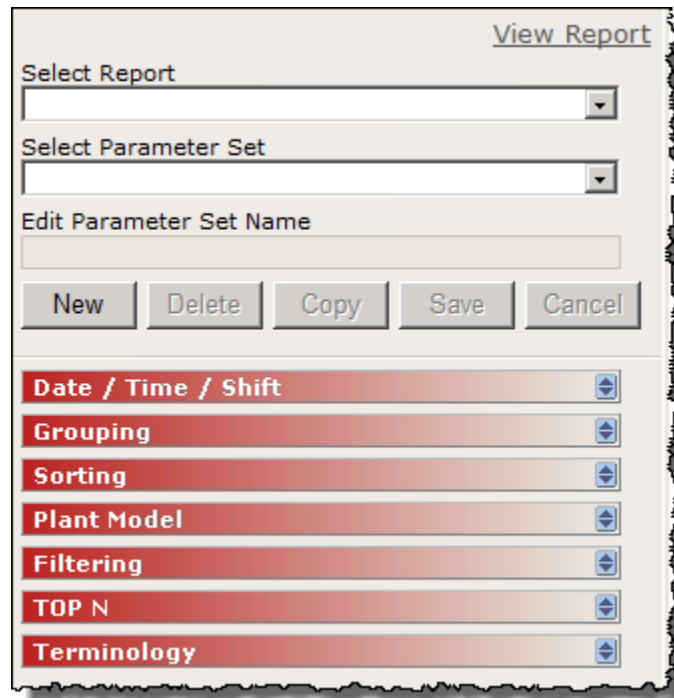 View Report
Select Report
Select Parameter Set
Edit Parameter Set Name
New Delete Copy Save Cancel
Date / Time / Shift
Grouping
Sorting
Plant Model
Filtering
TOP N
Terminology